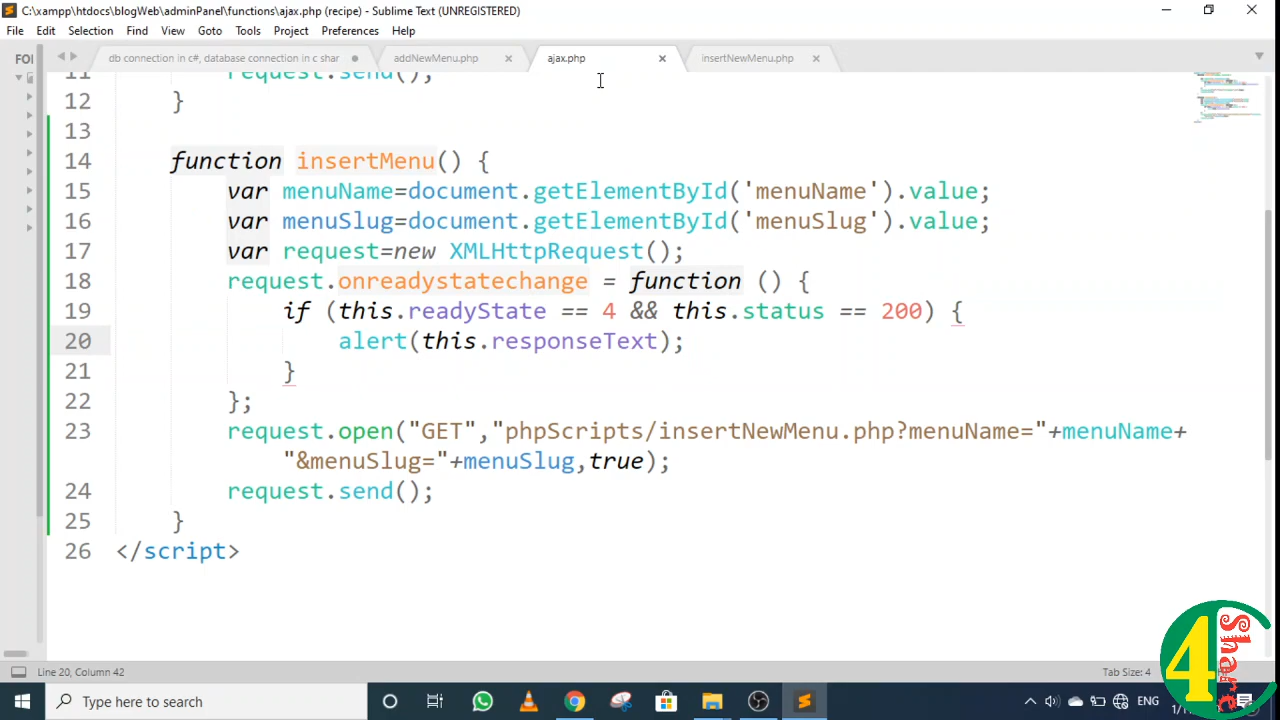 C:\xampp\htdocs\blogWeb\adminPanel\functions\ajax.php (recipe) - Sublime Text (UNREGISTERED)
File Edit Selection Find View Goto Tools Project Preferences Help
FOI
db connection in c#, database connection in c shar
addNewMenu.php
ajax.php
insertNewMenu.php
11 request.send();
12 }
13
14 function insertMenu() {
15 var menuName=document.getElementById('menuName').value;
16 var menuSlug=document.getElementById('menuSlug').value;
17 var request=new XMLHttpRequest();
18 request.onreadystatechange = function () {
19 if (this.readyState == 4 && this.status == 200) {
20 alert(this.responseText);
21 }
22 };
23 request.open("GET","phpScripts/insertNewMenu.php?menuName="+menuName+
"&menuSlug="+menuSlug,true);
24 request.send();
25 }
26 </script>
Line 20, Column 42
Tab Size: 4
4
Share
Type here to search
ENG